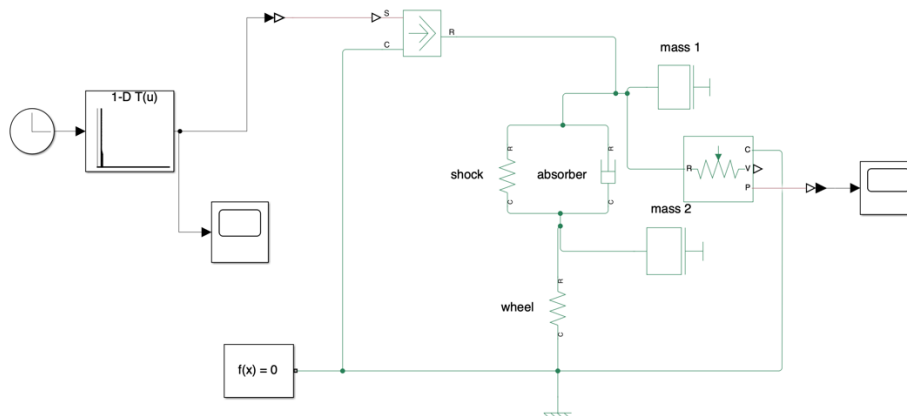 S
C
R
mass 1
1-D T(u)
R
R
shock
absorber
C
C
mass 2
R
C
V
P
R
wheel
C
f(x) = 0